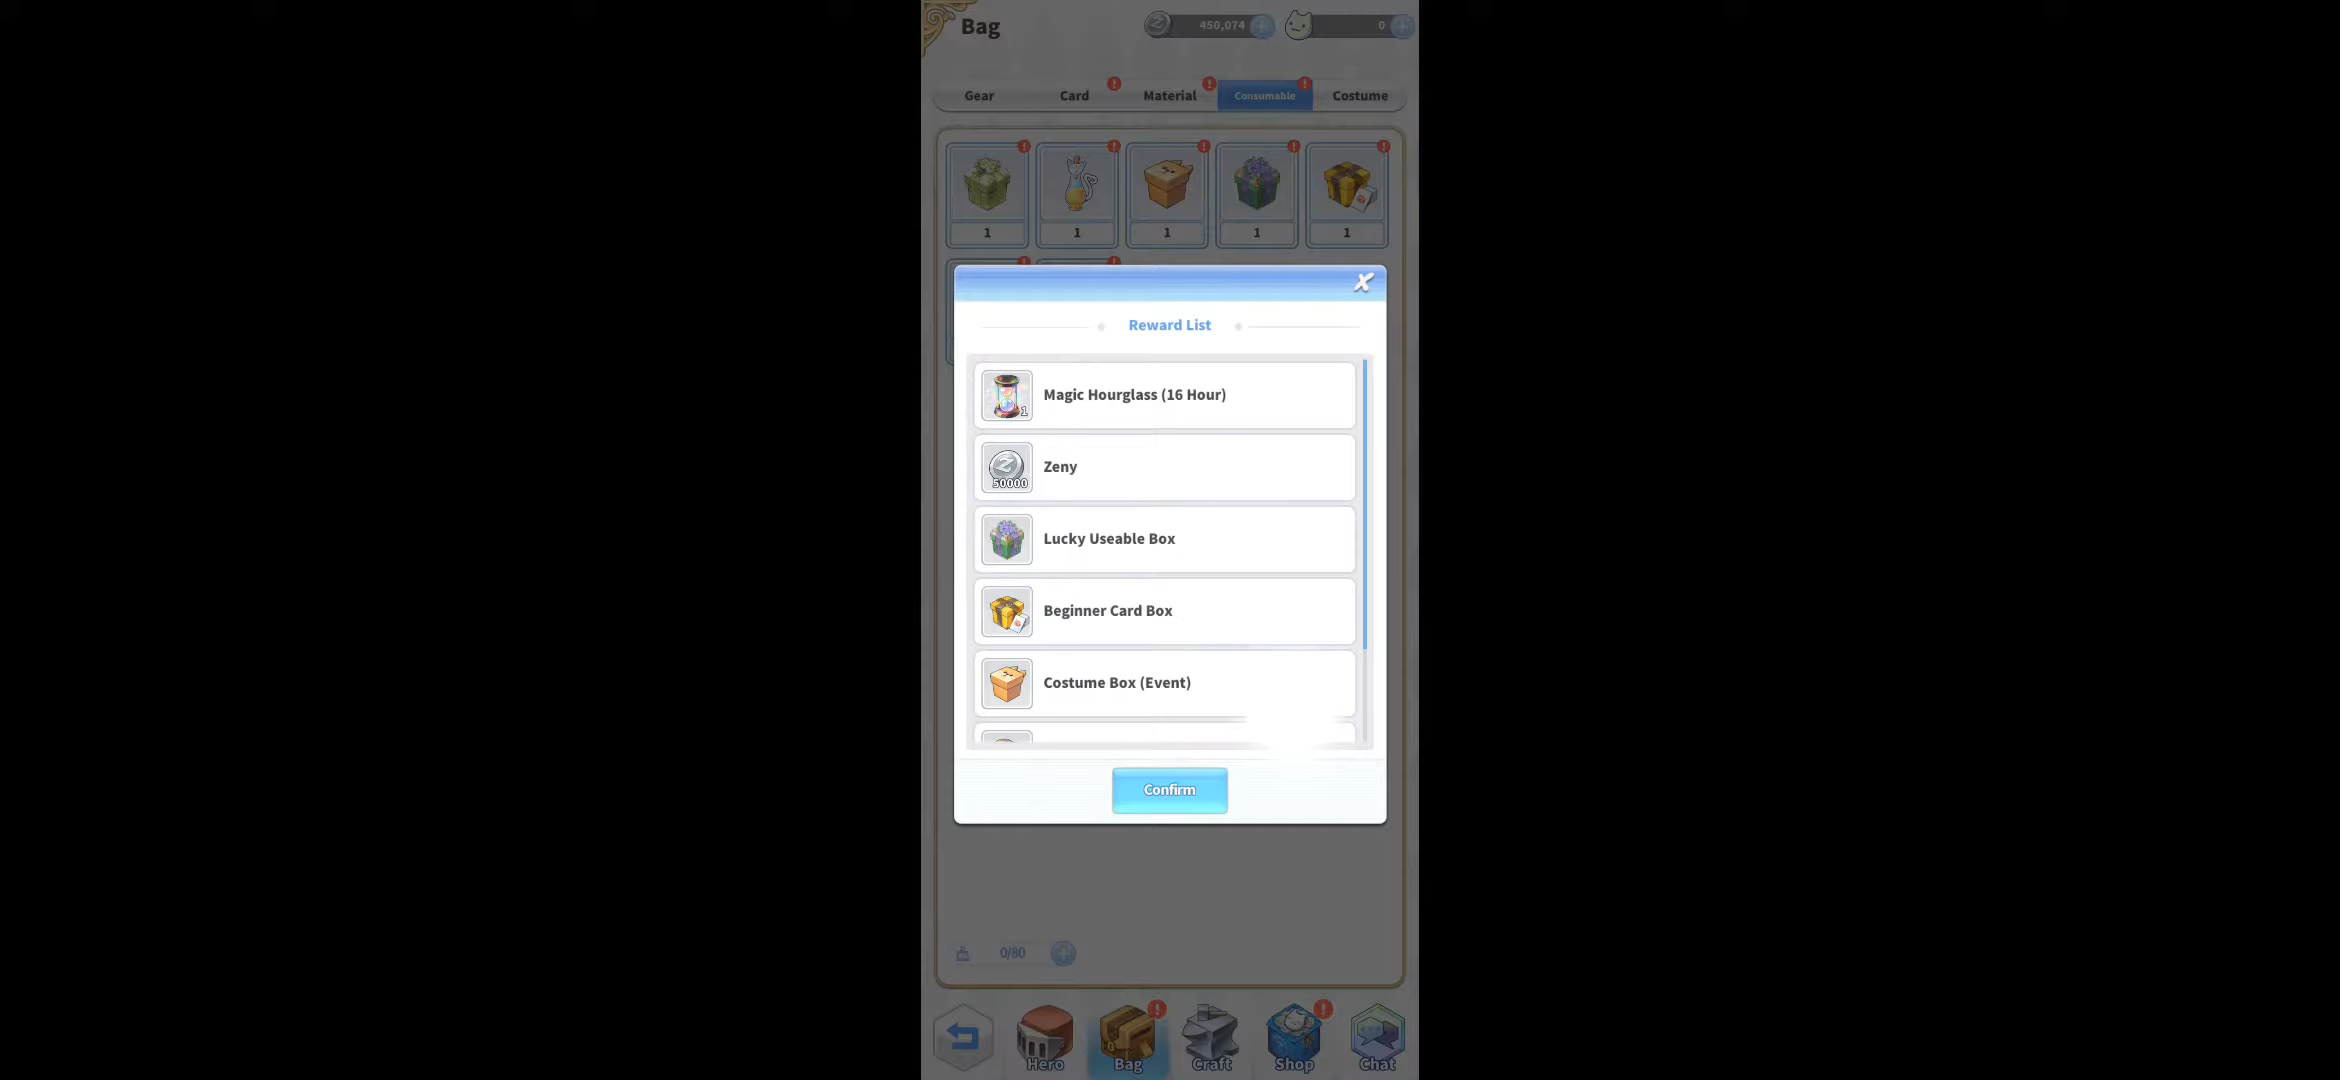 Bag
450,074
0
Gear
Card
Material
Consumable
Costume
1
1
1
1
1
Reward List
1
Magic Hourglass (16 Hour)
50000
Zeny
Lucky Useable Box
Beginner Card Box
Costume Box (Event)
Confirm
0/80
Hero
Bag
Craft
Shop
Chat